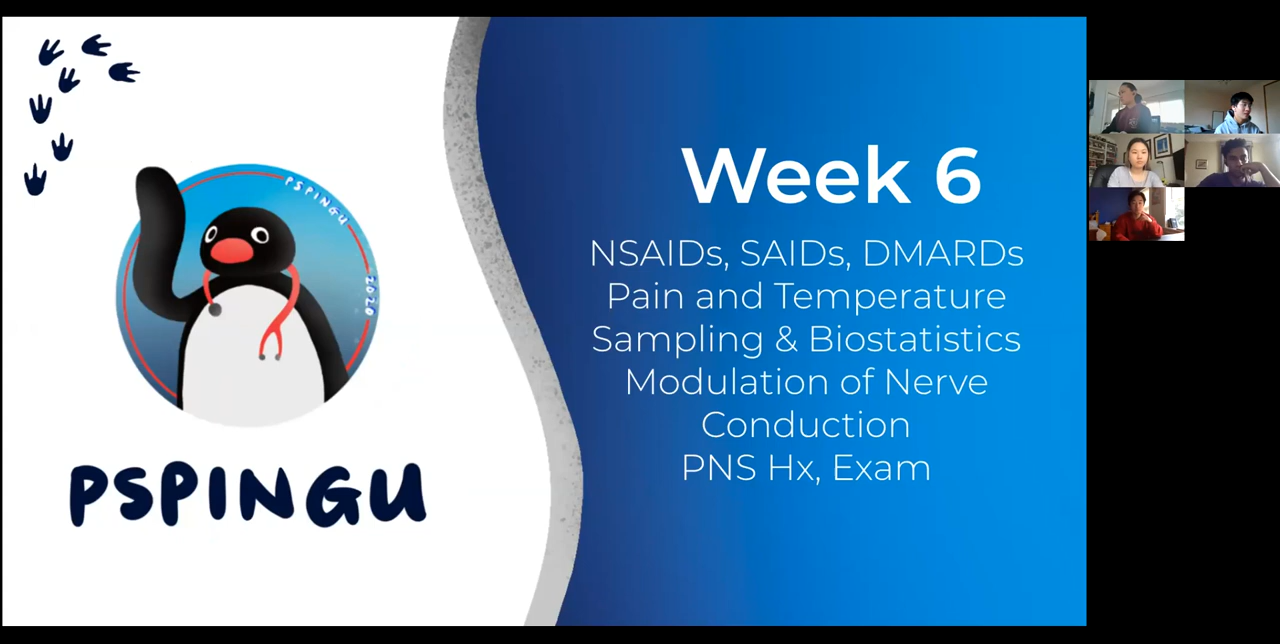 PSPINGU
2020
PSPINGU
Week 6
NSAIDs, SAIDs, DMARDs
Pain and Temperature
Sampling & Biostatistics
Modulation of Nerve
Conduction
PNS Hx, Exam